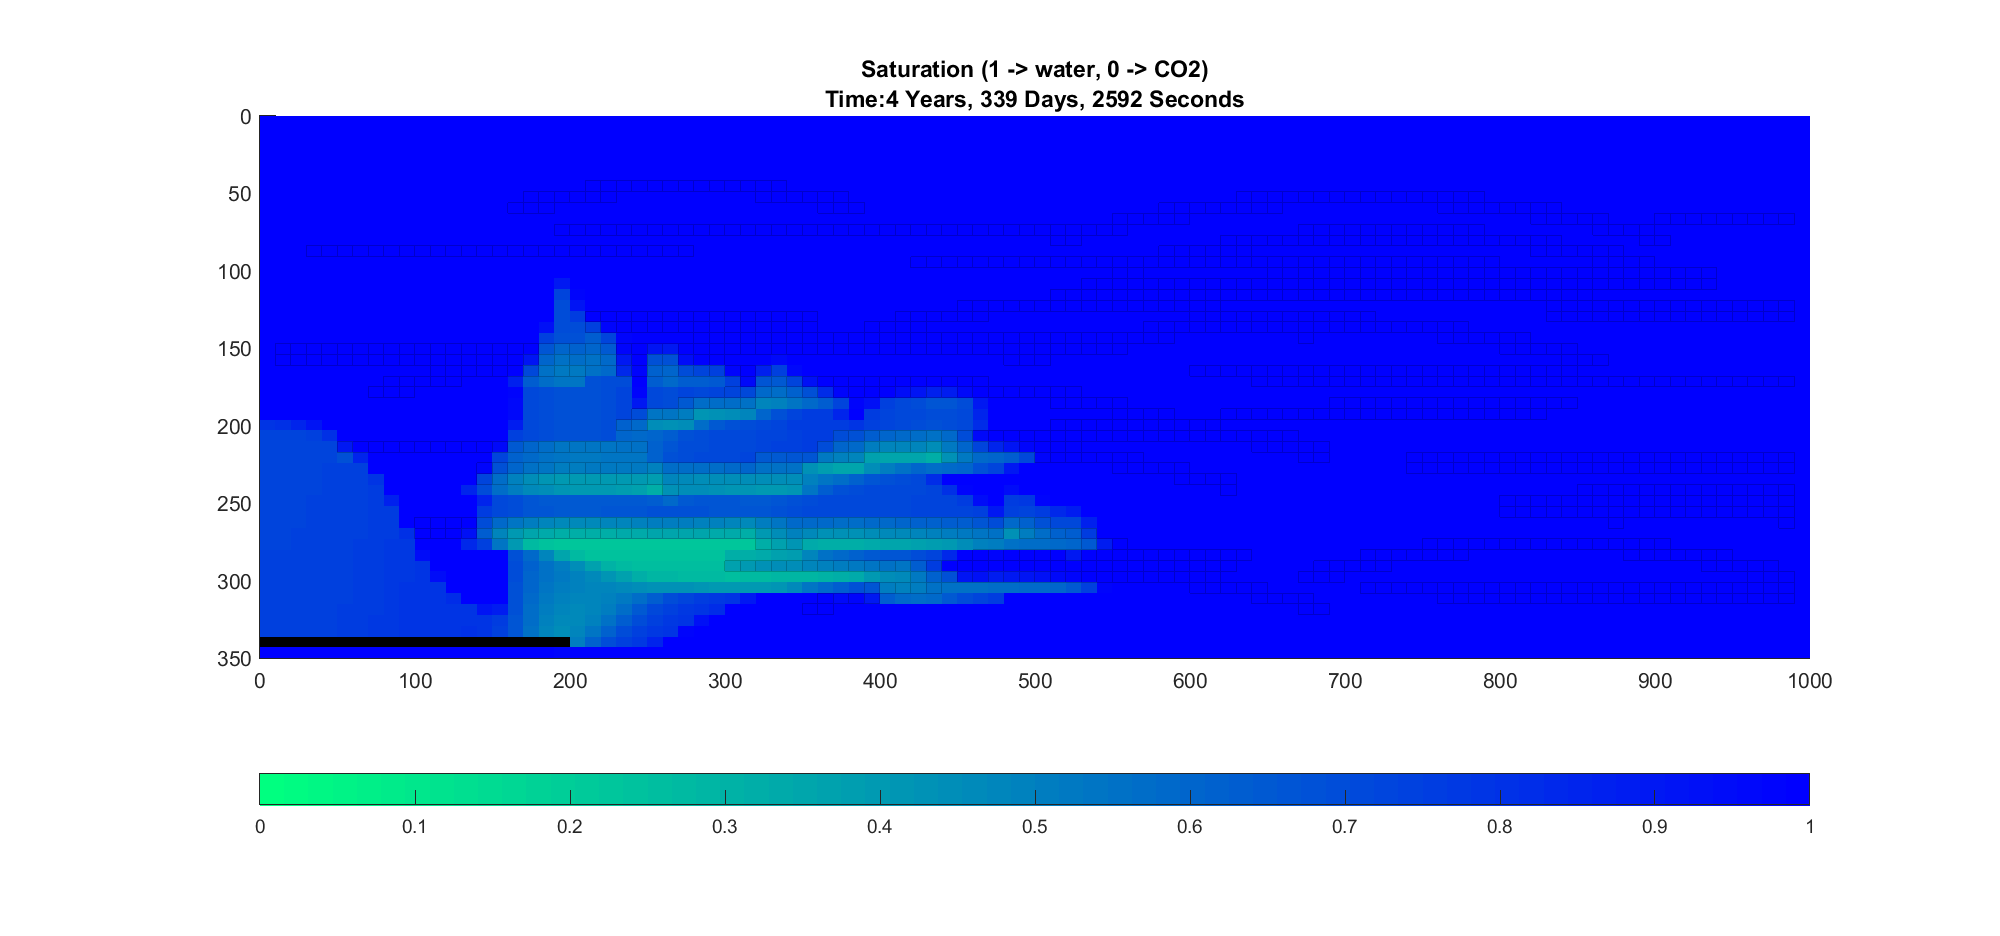 Saturation (1 -> water, 0 -> CO2)
Time:4 Years, 339 Days, 2592 Seconds
0
50
100
150
200
250
300
350
0 100 200 300 400 500 600 700 800 900 1000
0 0.1 0.2 0.3 0.4 0.5 0.6 0.7 0.8 0.9 1